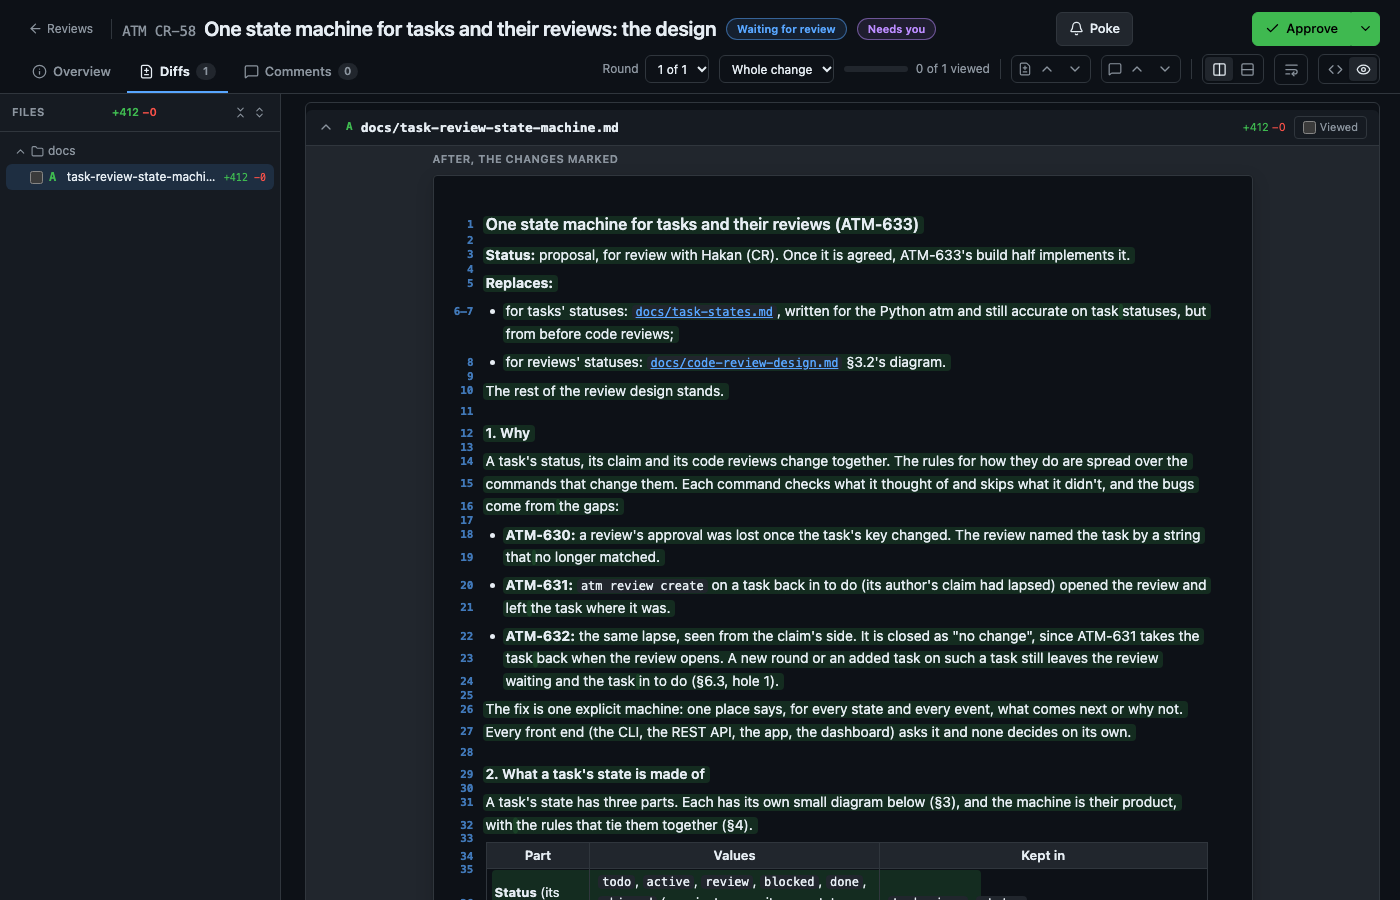 Reviews
ATM CR-58 One state machine for tasks and their reviews: the design
Waiting for review
Needs you
Poke
Approve
Overview
Diffs 1
Comments 0
Round 1 of 1
Whole change
0 of 1 viewed
FILES +412 −0
docs
A task-review-state-machi... +412 −0
A docs/task-review-state-machine.md
+412 −0
Viewed
AFTER, THE CHANGES MARKED
1 One state machine for tasks and their reviews (ATM-633)
2
3 Status: proposal, for review with Hakan (CR). Once it is agreed, ATM-633's build half implements it.
4
5 Replaces:
6–7 • for tasks' statuses: docs/task-states.md , written for the Python atm and still accurate on task statuses, but
from before code reviews;
8 • for reviews' statuses: docs/code-review-design.md §3.2's diagram.
9
10 The rest of the review design stands.
11
12 1. Why
13
14 A task's status, its claim and its code reviews change together. The rules for how they do are spread over the
15 commands that change them. Each command checks what it thought of and skips what it didn't, and the bugs
16 come from the gaps:
17
18 • ATM-630: a review's approval was lost once the task's key changed. The review named the task by a string
19 that no longer matched.
20 • ATM-631: atm review create on a task back in to do (its author's claim had lapsed) opened the review and
21 left the task where it was.
22 • ATM-632: the same lapse, seen from the claim's side. It is closed as "no change", since ATM-631 takes the
23 task back when the review opens. A new round or an added task on such a task still leaves the review
24 waiting and the task in to do (§6.3, hole 1).
25
26 The fix is one explicit machine: one place says, for every state and every event, what comes next or why not.
27 Every front end (the CLI, the REST API, the app, the dashboard) asks it and none decides on its own.
28
29 2. What a task's state is made of
30
31 A task's state has three parts. Each has its own small diagram below (§3), and the machine is their product,
32 with the rules that tie them together (§4).
33
34 Part Values Kept in
35
Status (its todo, active, review, blocked, done,